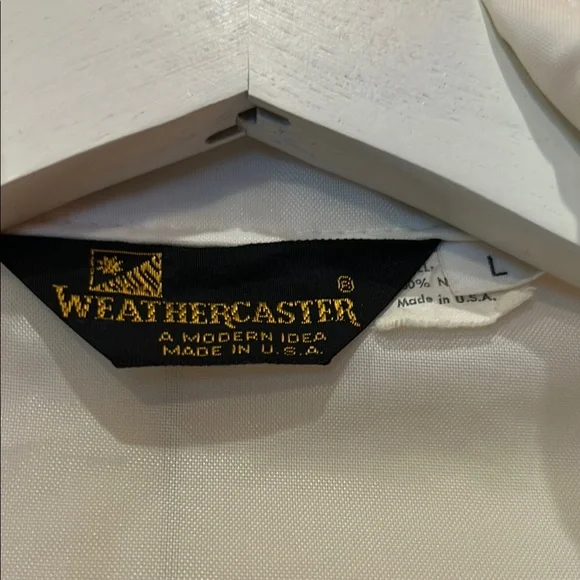 WEATHERCASTER ®
A MODERN IDEA
MADE IN U.S.A.
L
Made in U.S.A.